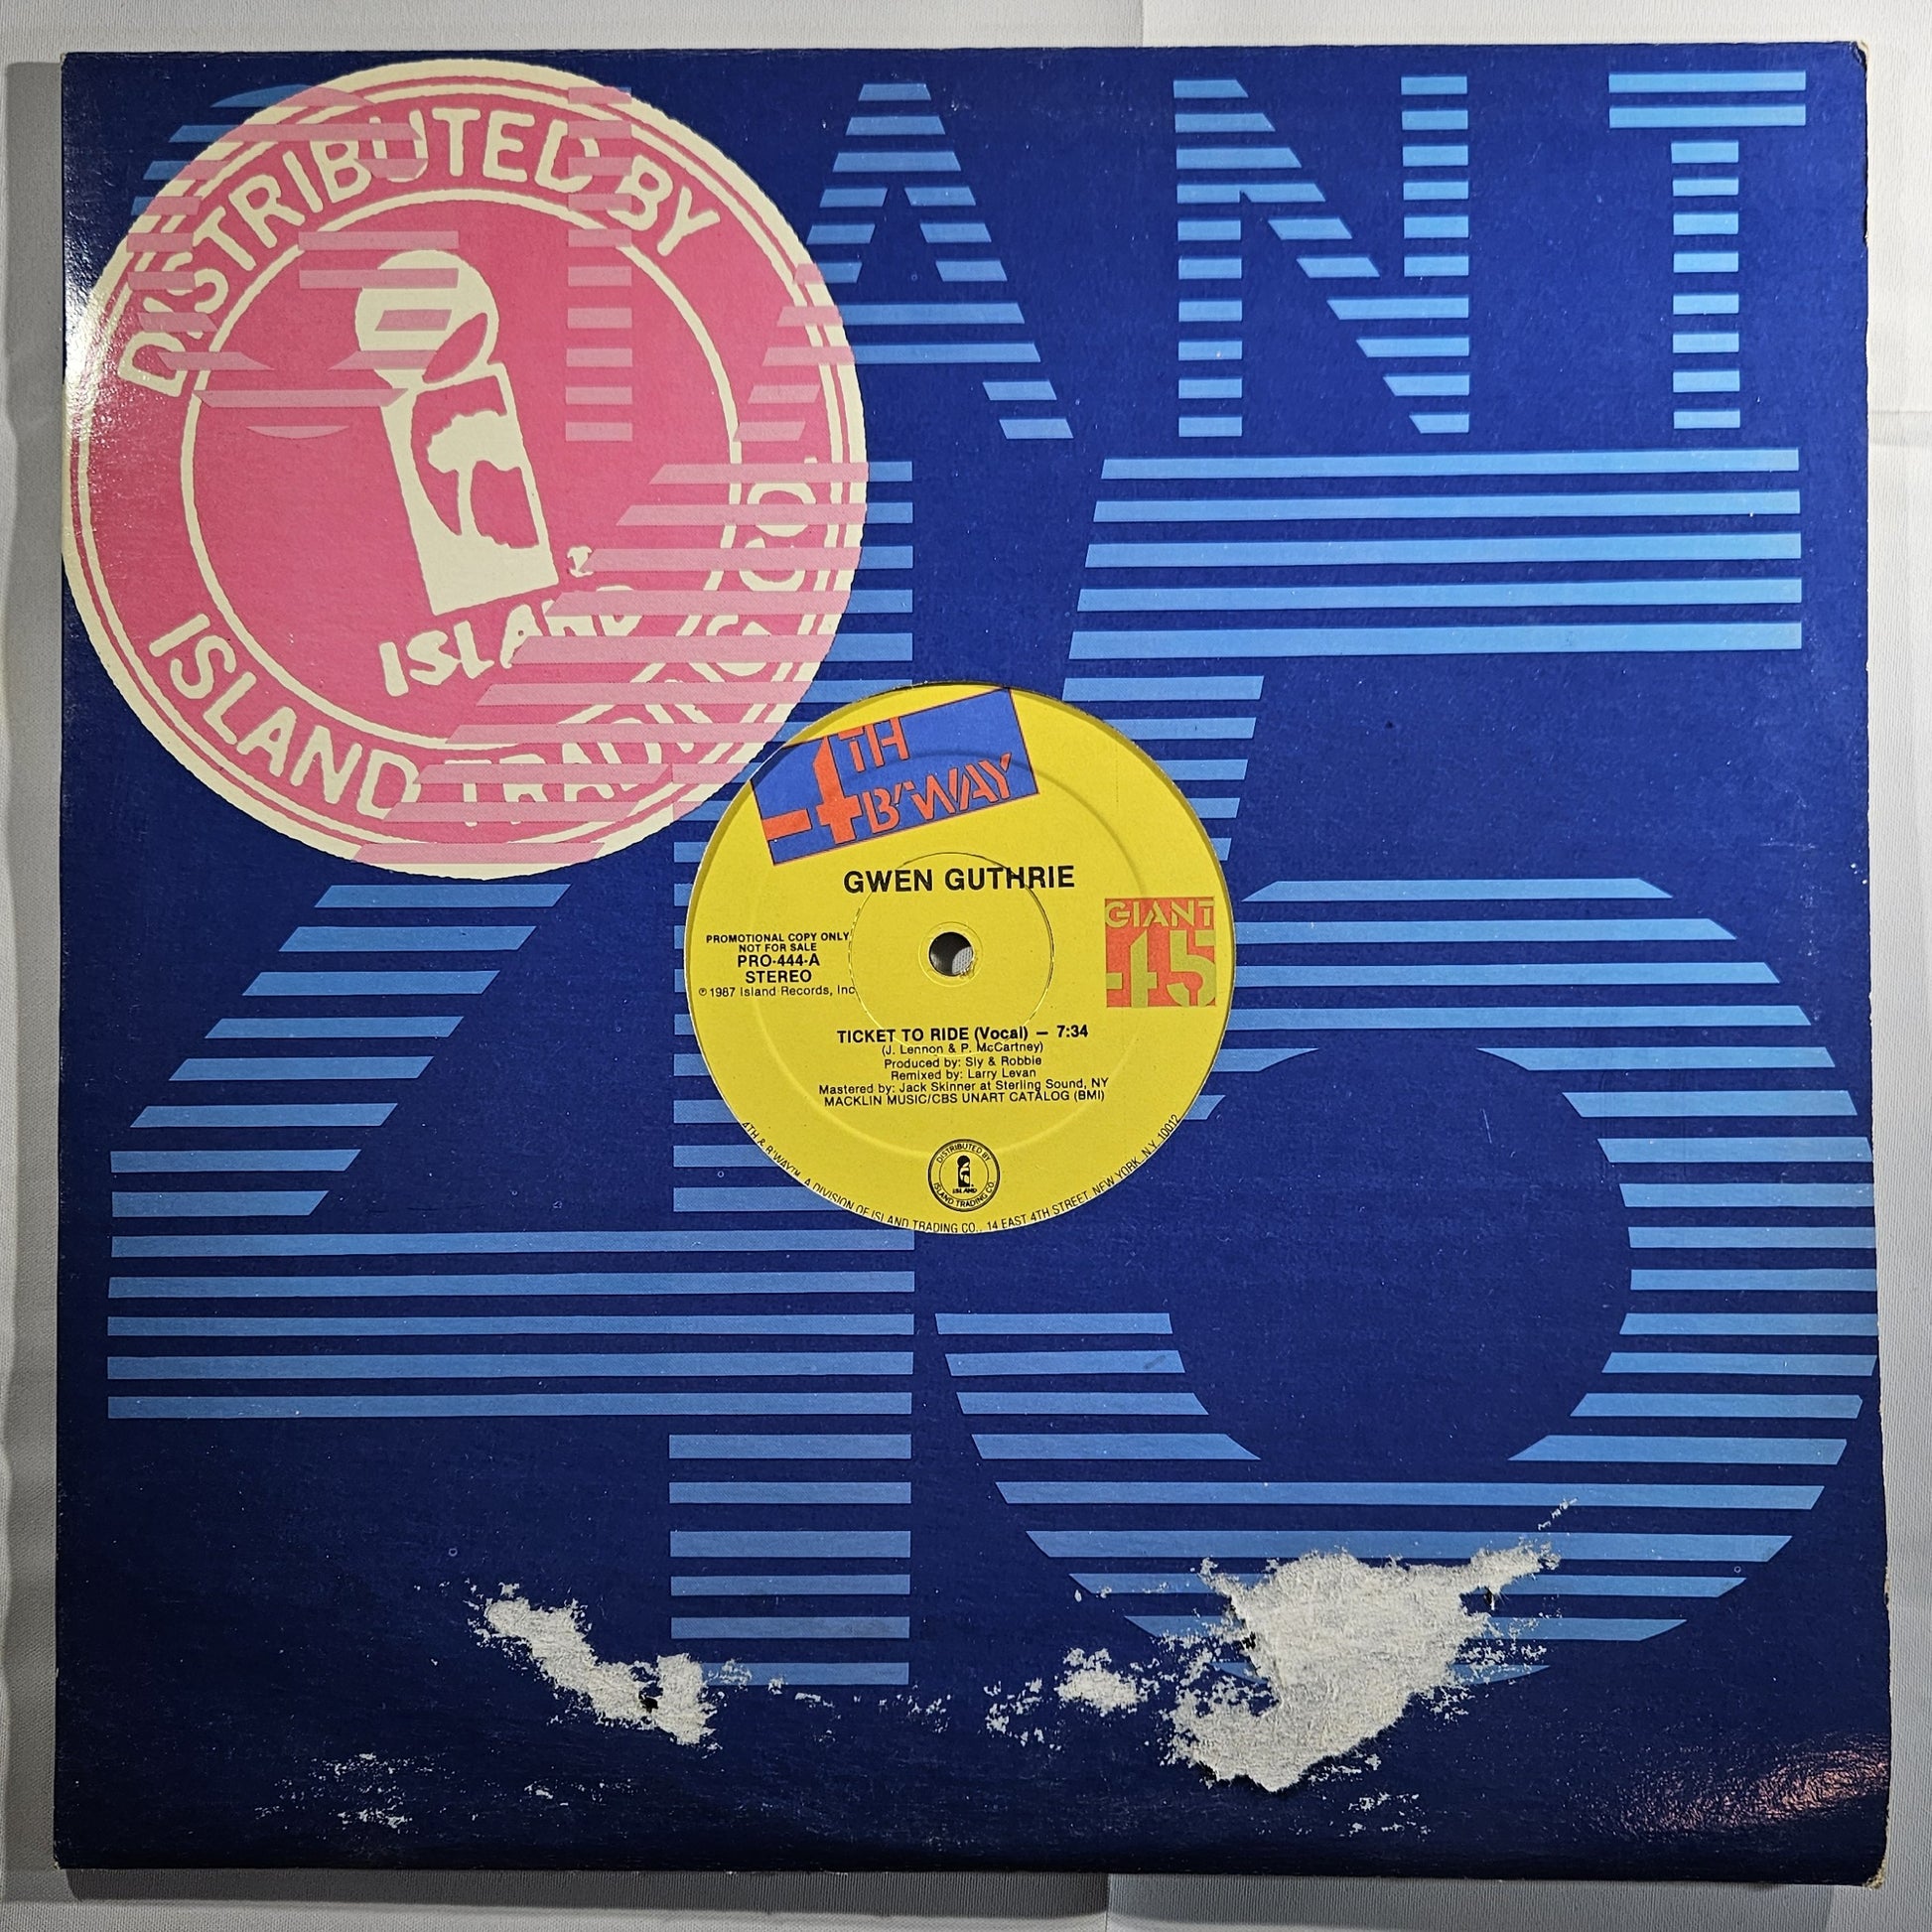 GIANT
45
DISTRIBUTED BY
ISLAND TRADING CO.
ISLAND
4TH
B'WAY
GWEN GUTHRIE
PROMOTIONAL COPY ONLY
NOT FOR SALE
PRO-444-A
STEREO
℗ 1987 Island Records, Inc
GIANT
45
TICKET TO RIDE (Vocal) — 7:34
(J. Lennon & P. McCartney)
Produced by: Sly & Robbie
Remixed by: Larry Levan
Mastered by: Jack Skinner at Sterling Sound, NY
MACKLIN MUSIC/CBS UNART CATALOG (BMI)
DISTRIBUTED BY
ISLAND
ISLAND TRADING CO.
4TH & B'WAY™ A DIVISION OF ISLAND TRADING CO., 14 EAST 4TH STREET, NEW YORK, N.Y. 10012